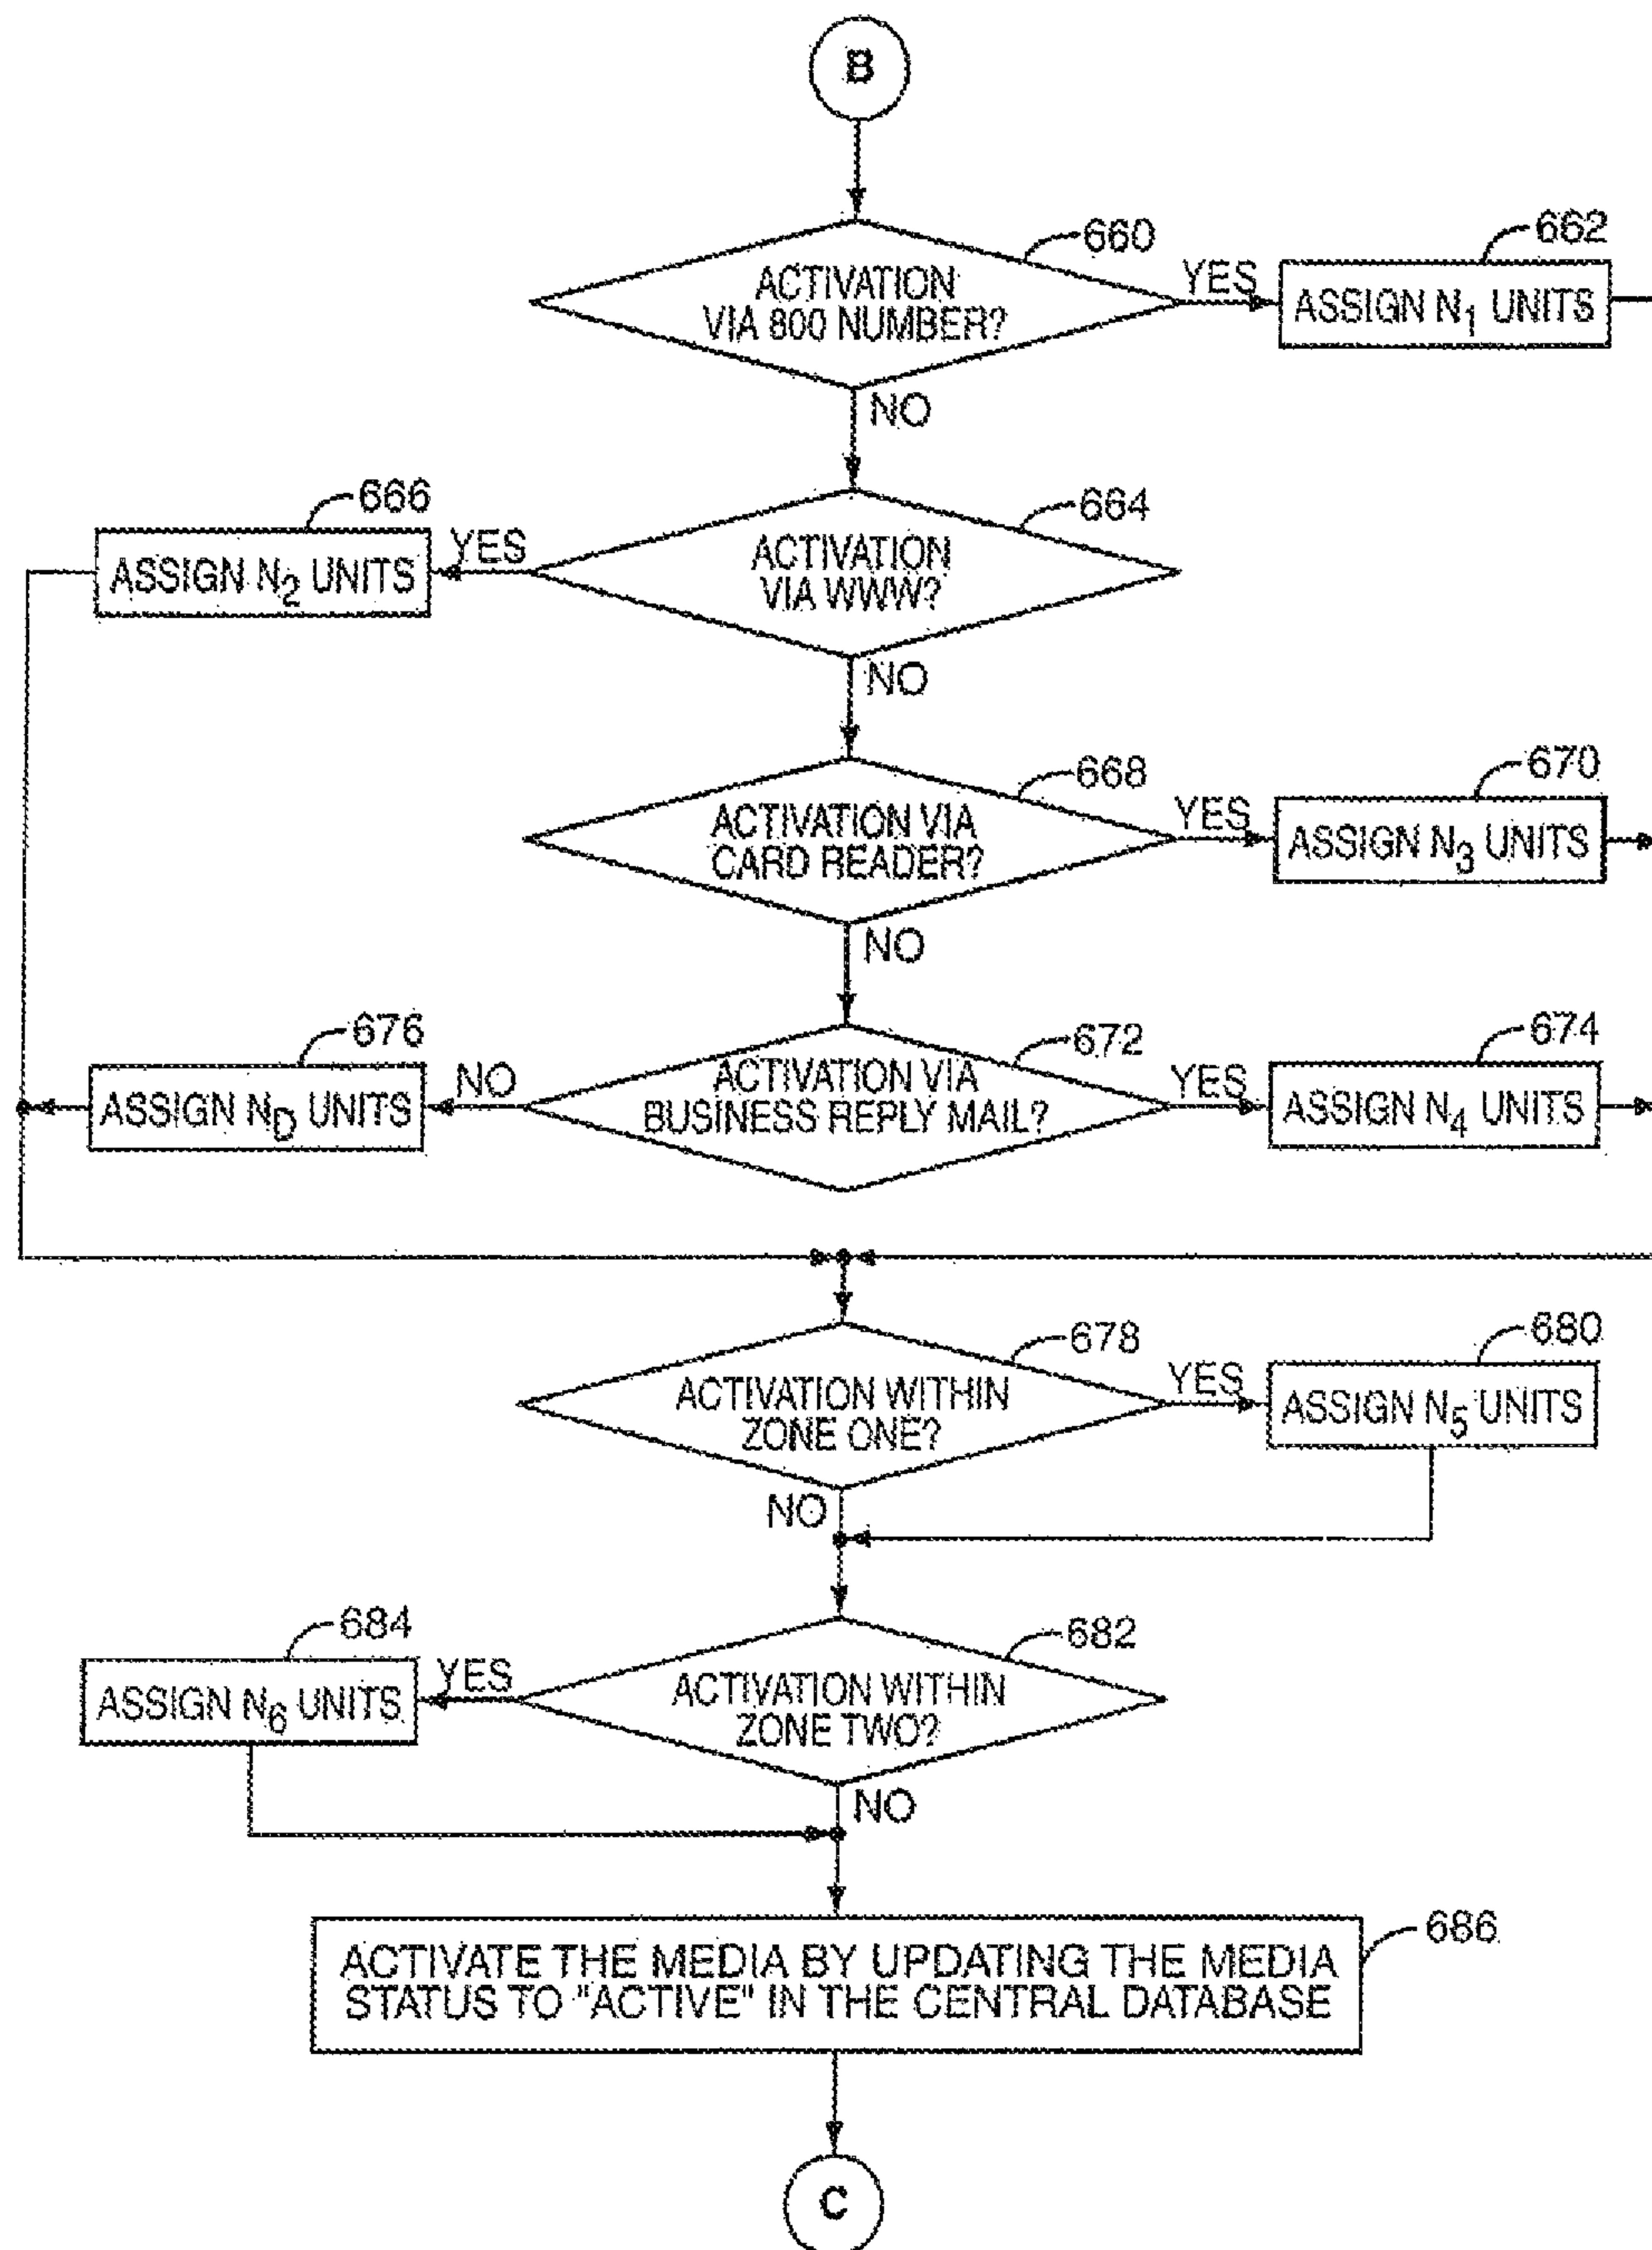 B
660
ACTIVATION
VIA 800 NUMBER?
YES
662
ASSIGN N1 UNITS
NO
664
ACTIVATION
VIA WWW?
YES
666
ASSIGN N2 UNITS
NO
668
ACTIVATION VIA
CARD READER?
YES
670
ASSIGN N3 UNITS
NO
672
ACTIVATION VIA
BUSINESS REPLY MAIL?
YES
674
ASSIGN N4 UNITS
NO
676
ASSIGN ND UNITS
678
ACTIVATION WITHIN
ZONE ONE?
YES
680
ASSIGN N5 UNITS
NO
682
ACTIVATION WITHIN
ZONE TWO?
YES
684
ASSIGN N6 UNITS
NO
686
ACTIVATE THE MEDIA BY UPDATING THE MEDIA
STATUS TO "ACTIVE" IN THE CENTRAL DATABASE
C